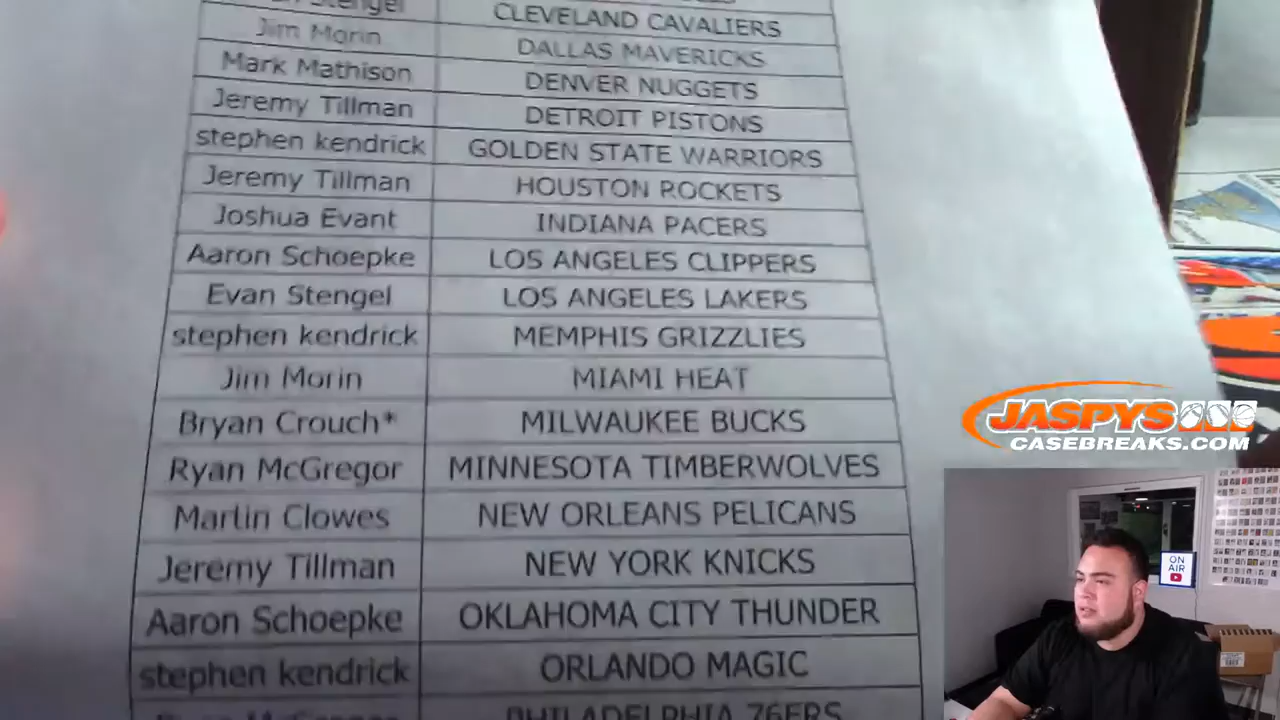 Stengel CLEVELAND CAVALIERS
Jim Morin DALLAS MAVERICKS
Mark Mathison DENVER NUGGETS
Jeremy Tillman DETROIT PISTONS
stephen kendrick GOLDEN STATE WARRIORS
Jeremy Tillman HOUSTON ROCKETS
Joshua Evant INDIANA PACERS
Aaron Schoepke LOS ANGELES CLIPPERS
Evan Stengel LOS ANGELES LAKERS
stephen kendrick MEMPHIS GRIZZLIES
Jim Morin MIAMI HEAT
Bryan Crouch* MILWAUKEE BUCKS
Ryan McGregor MINNESOTA TIMBERWOLVES
Martin Clowes NEW ORLEANS PELICANS
Jeremy Tillman NEW YORK KNICKS
Aaron Schoepke OKLAHOMA CITY THUNDER
stephen kendrick ORLANDO MAGIC
PHILADELPHIA 76ERS
JASPYS
CASEBREAKS.COM
ON
AIR